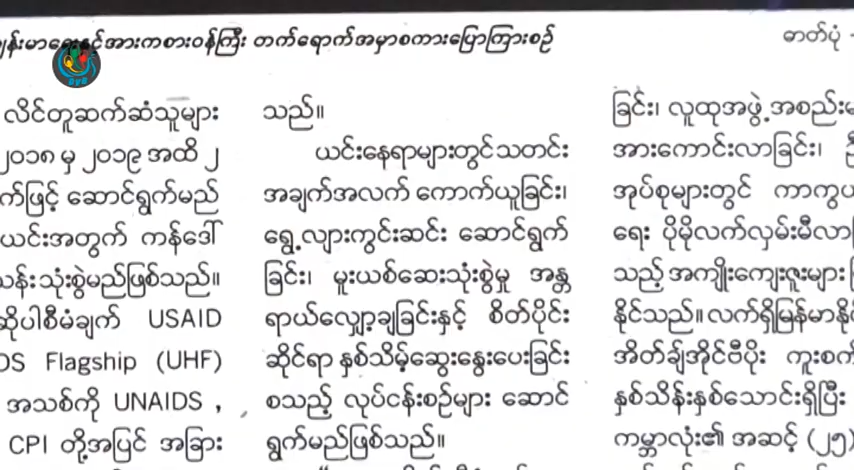 ကျန်းမာရေးနှင့်အားကစားဝန်ကြီး တက်ရောက်အမှာစကားပြောကြားစဉ်
ဓာတ်ပုံ -
လိင်တူဆက်ဆံသူများ
၂၀၁၈ မှ ၂၀၁၉ အထိ ၂
ဖြင့် ဆောင်ရွက်မည်
ယင်းအတွက် ကန်ဒေါ်
သုံးစွဲမည်ဖြစ်သည်။
ဆိုပါစီမံချက် USAID
Flagship (UHF)
အသစ်ကို UNAIDS ,
CPI တို့အပြင် အခြား
သည်။
ယင်းနေရာများတွင်သတင်း
အချက်အလက် ကောက်ယူခြင်း၊
ရွေ့လျားကွင်းဆင်း ဆောင်ရွက်
ခြင်း၊ မူးယစ်ဆေးသုံးစွဲမှု အန္တ
ရာယ်လျှော့ချခြင်းနှင့် စိတ်ပိုင်း
ဆိုင်ရာ နှစ်သိမ့်ဆွေးနွေးပေးခြင်း
စသည့် လုပ်ငန်းစဉ်များ ဆောင်
ရွက်မည်ဖြစ်သည်။
ခြင်း၊ လူထုအဖွဲ့အစည်း
အားကောင်းလာခြင်း၊
အုပ်စုများတွင် ကာကွယ
ရေး ပိုမိုလက်လှမ်းမီလာ
သည့်အကျိုးကျေးဇူးများ
နိုင်သည်။ လက်ရှိမြန်မာနို
အိတ်ချ်အိုင်ဗီပိုး ကူးစက်
နှစ်သိန်းနှစ်သောင်းရှိပြီး
ကမ္ဘာလုံး၏ အဆင့် (၂၅)